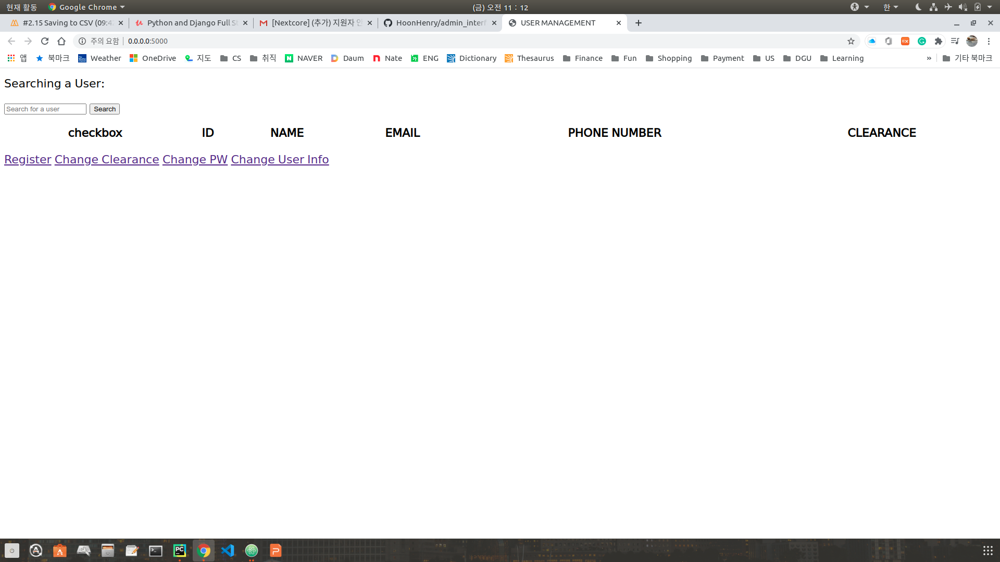 현재 활동 Google Chrome (금) 오전 11 : 12 한
#2.15 Saving to CSV (09:42 Python and Django Full St [Nextcore] (추가) 지원자 인 HoonHenry/admin_interf USER MANAGEMENT
주의 요함 0.0.0.0:5000
앱 북마크 Weather OneDrive 지도 CS 취직 NAVER Daum Nate ENG Dictionary Thesaurus Finance Fun Shopping Payment US DGU Learning » 기타 북마크
Searching a User:
Search for a user Search
checkbox ID NAME EMAIL PHONE NUMBER CLEARANCE
Register Change Clearance Change PW Change User Info